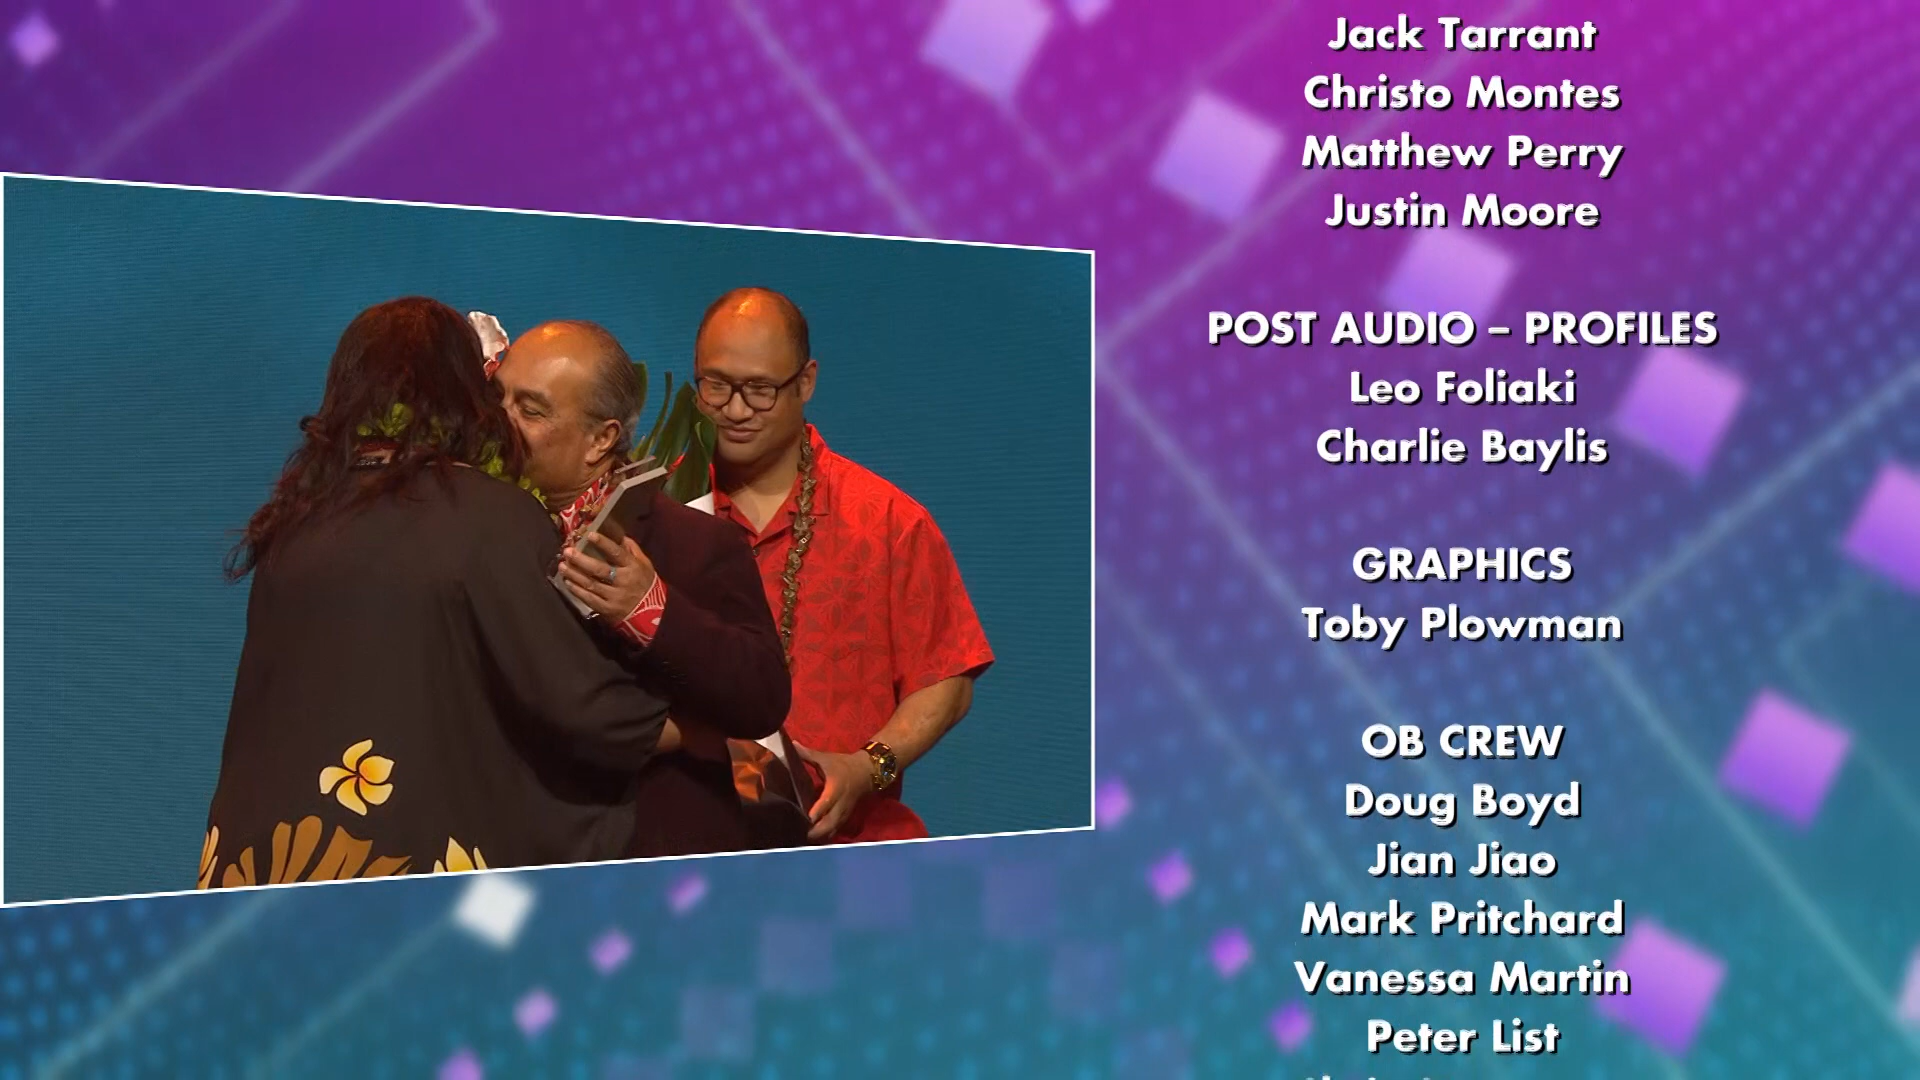 Jack Tarrant
Christo Montes
Matthew Perry
Justin Moore
POST AUDIO – PROFILES
Leo Foliaki
Charlie Baylis
GRAPHICS
Toby Plowman
OB CREW
Doug Boyd
Jian Jiao
Mark Pritchard
Vanessa Martin
Peter List